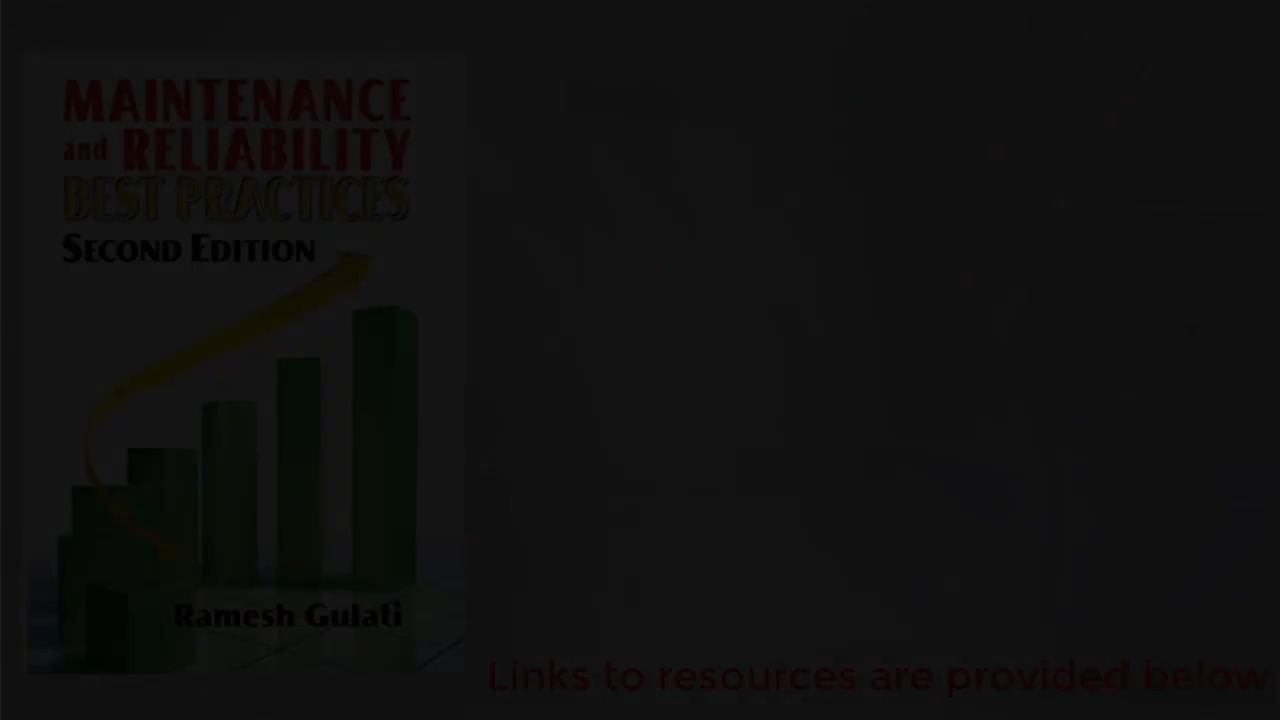 MAINTENANCE
and RELIABILITY
BEST PRACTICES
SECOND EDITION
Ramesh Gulati
Links to resources are provided below